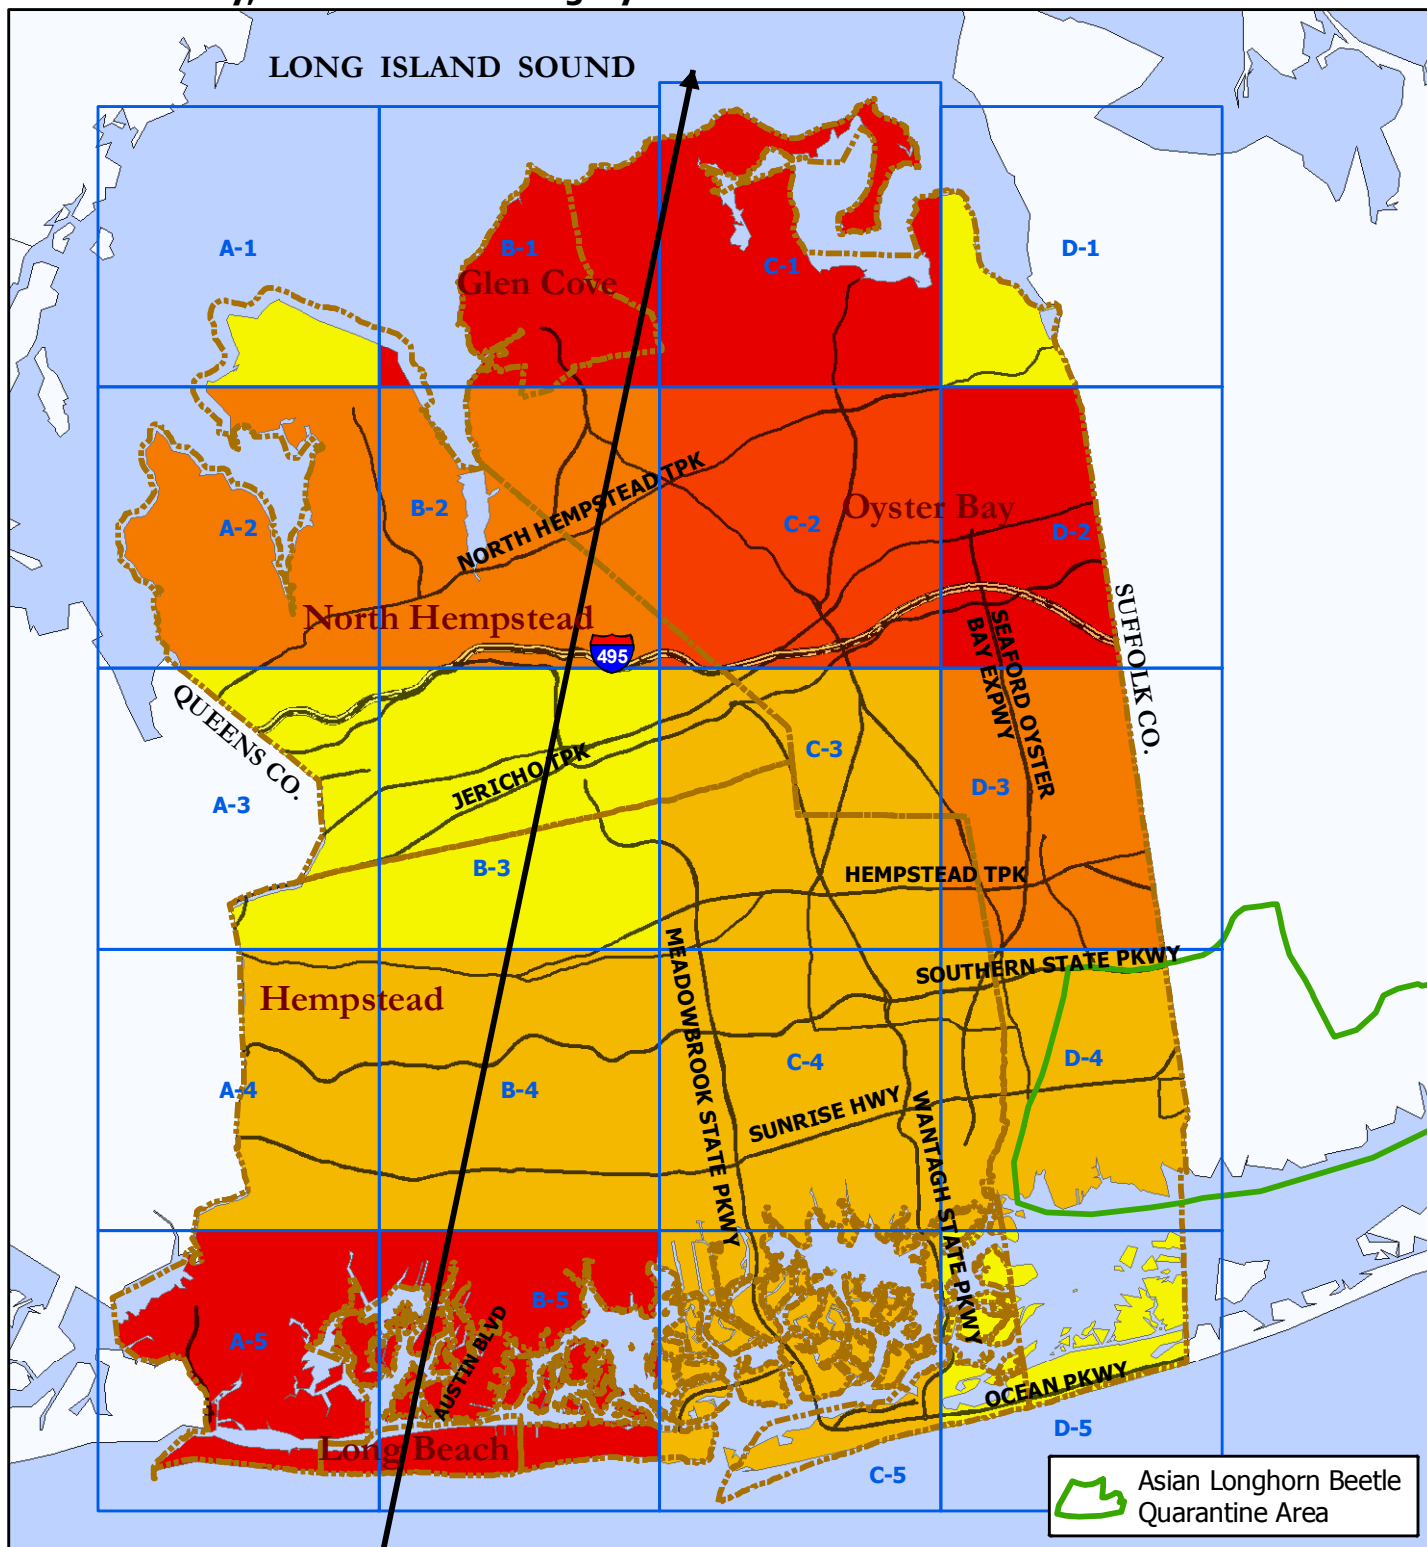 LONG ISLAND SOUND
A-1
B-1
C-1
D-1
Glen Cove
A-2
B-2
C-2
D-2
NORTH HEMPSTEAD TPK
Oyster Bay
North Hempstead
495
SEAFORD OYSTER
BAY EXPWY
SUFFOLK CO.
QUEENS CO.
JERICHO TPK
A-3
B-3
C-3
D-3
HEMPSTEAD TPK
MEADOWBROOK STATE PKWY
SOUTHERN STATE PKWY
Hempstead
A-4
B-4
C-4
D-4
SUNRISE HWY
WANTAGH STATE PKWY
A-5
B-5
AUSTIN BLVD
OCEAN PKWY
Long Beach
C-5
D-5
Asian Longhorn Beetle
Quarantine Area